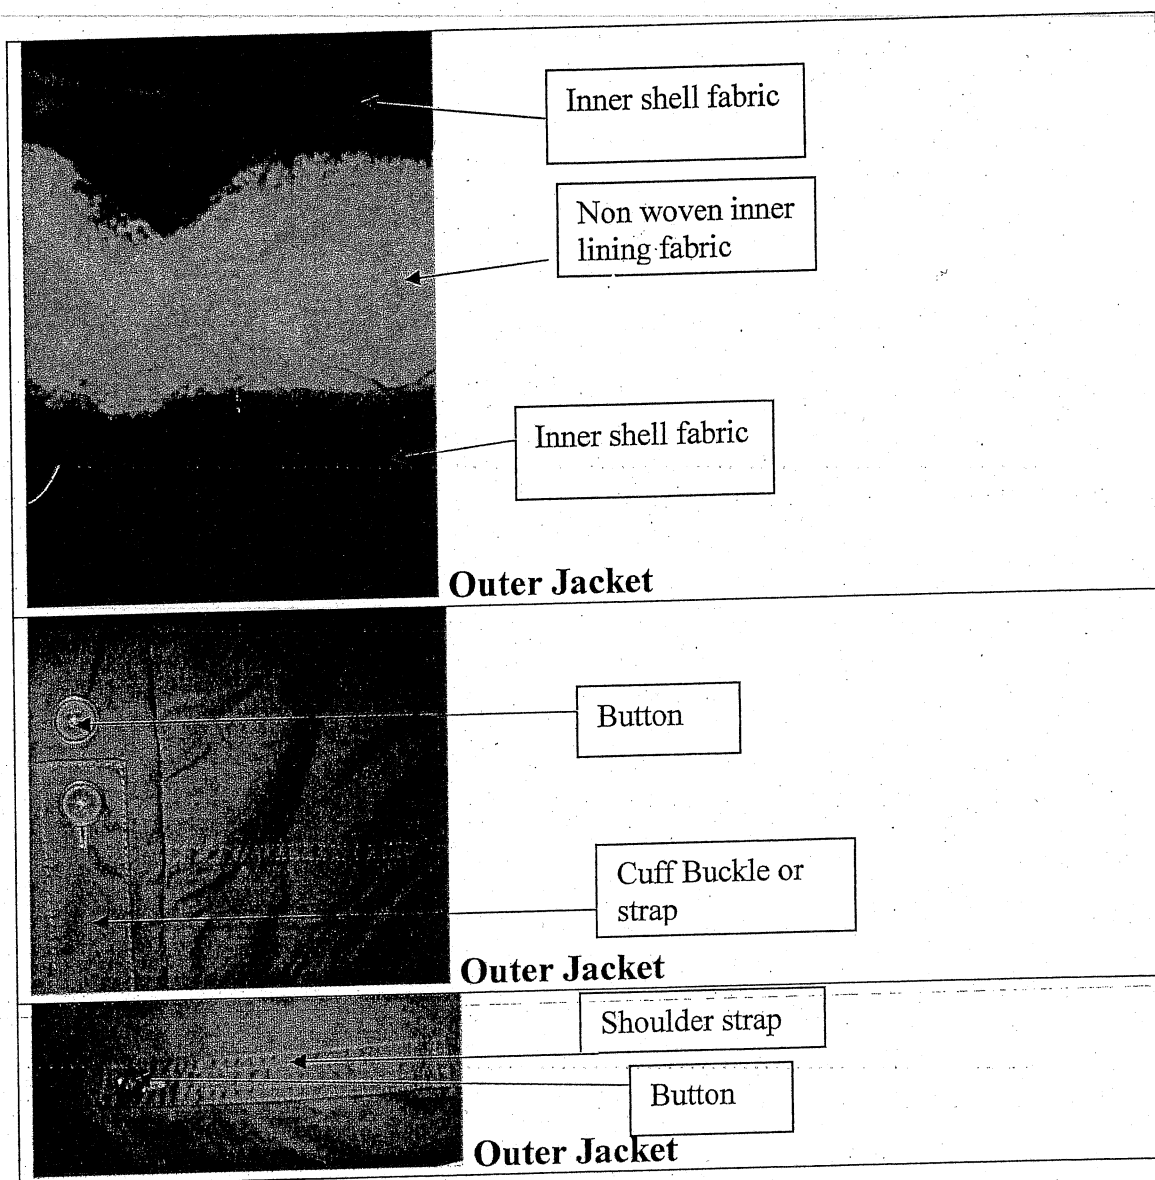 Inner shell fabric
Non woven inner
lining fabric
Inner shell fabric
Outer Jacket
Button
Cuff Buckle or
strap
Outer Jacket
Shoulder strap
Button
Outer Jacket